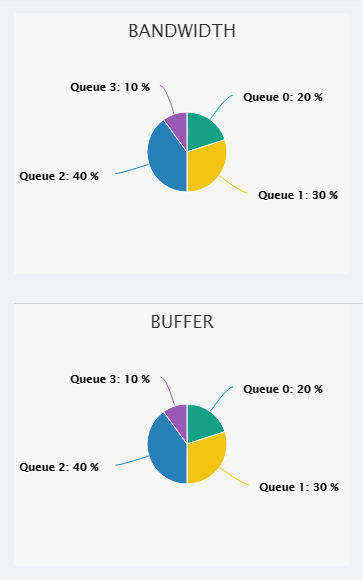 BANDWIDTH
Queue 3: 10 %
Queue 0: 20 %
Queue 2: 40 %
Queue 1: 30 %
BUFFER
Queue 3: 10 %
Queue 0: 20 %
Queue 2: 40 %
Queue 1: 30 %